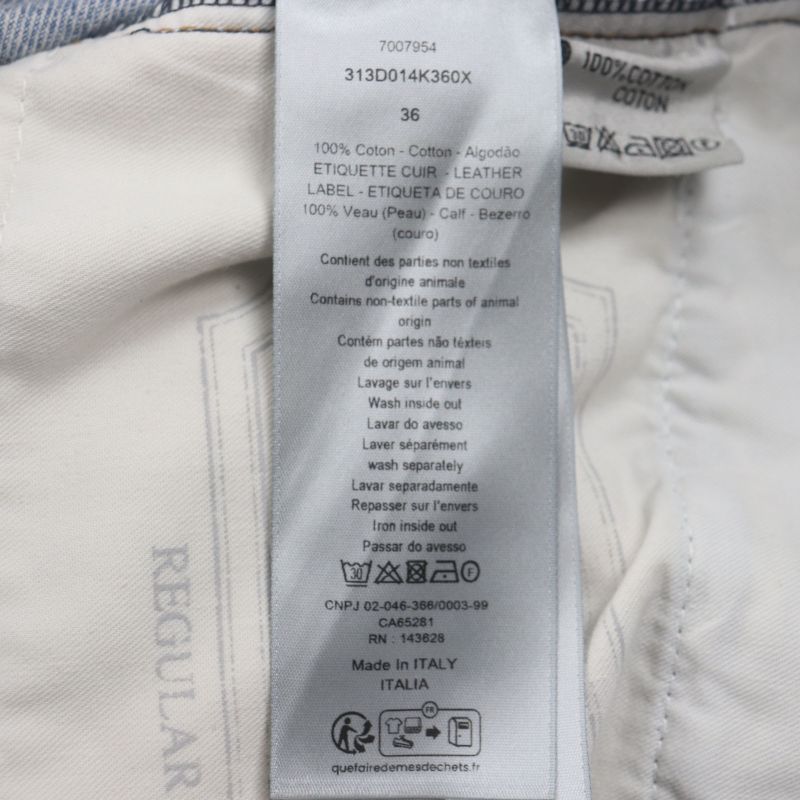 7007954
313D014K360X
36
100% Coton - Cotton - Algodão
ETIQUETTE CUIR - LEATHER
LABEL - ETIQUETA DE COURO
100% Veau (Peau) - Calf - Bezerro
(couro)
Contient des parties non textiles
d'origine animale
Contains non-textile parts of animal
origin
Contém partes não têxteis
de origem animal
Lavage sur l'envers
Wash inside out
Lavar do avesso
Laver séparément
wash separately
Lavar separadamente
Repasser sur l'envers
Iron inside out
Passar do avesso
30 F
CNPJ 02-046-366/0003-99
CA65281
RN : 143628
Made In ITALY
ITALIA
FR
quefairedemesdechets.fr
100% COTTON
COTON
REGULAR